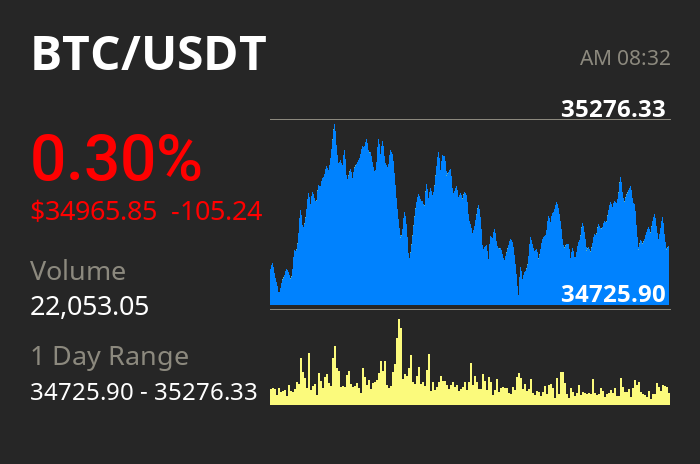 BTC/USDT
AM 08:32
35276.33
0.30%
$34965.85 -105.24
Volume
22,053.05
34725.90
1 Day Range
34725.90 - 35276.33